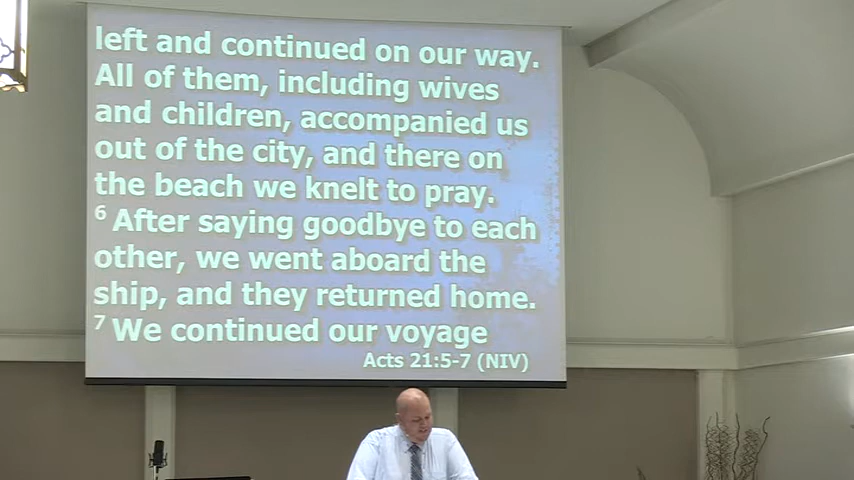 left and continued on our way.
All of them, including wives
and children, accompanied us
out of the city, and there on
the beach we knelt to pray.
6 After saying goodbye to each
other, we went aboard the
ship, and they returned home.
7 We continued our voyage
Acts 21:5-7 (NIV)